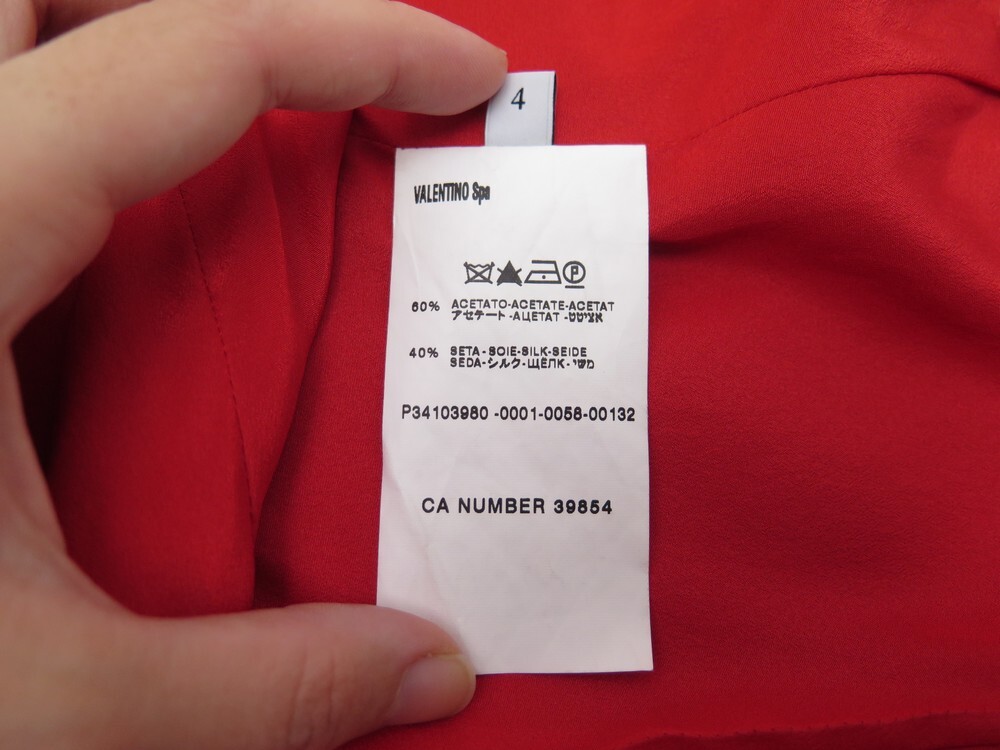 4
VALENTINO Spa
60% ACETATO-ACETATE-ACETAT
アセテート-АЦЕТАТ-אציטט
40% SETA-SOIE-SILK-SEIDE
SEDA-シルク-ЩЁЛК-משי
P34103980 -0001-0058-00132
CA NUMBER 39854